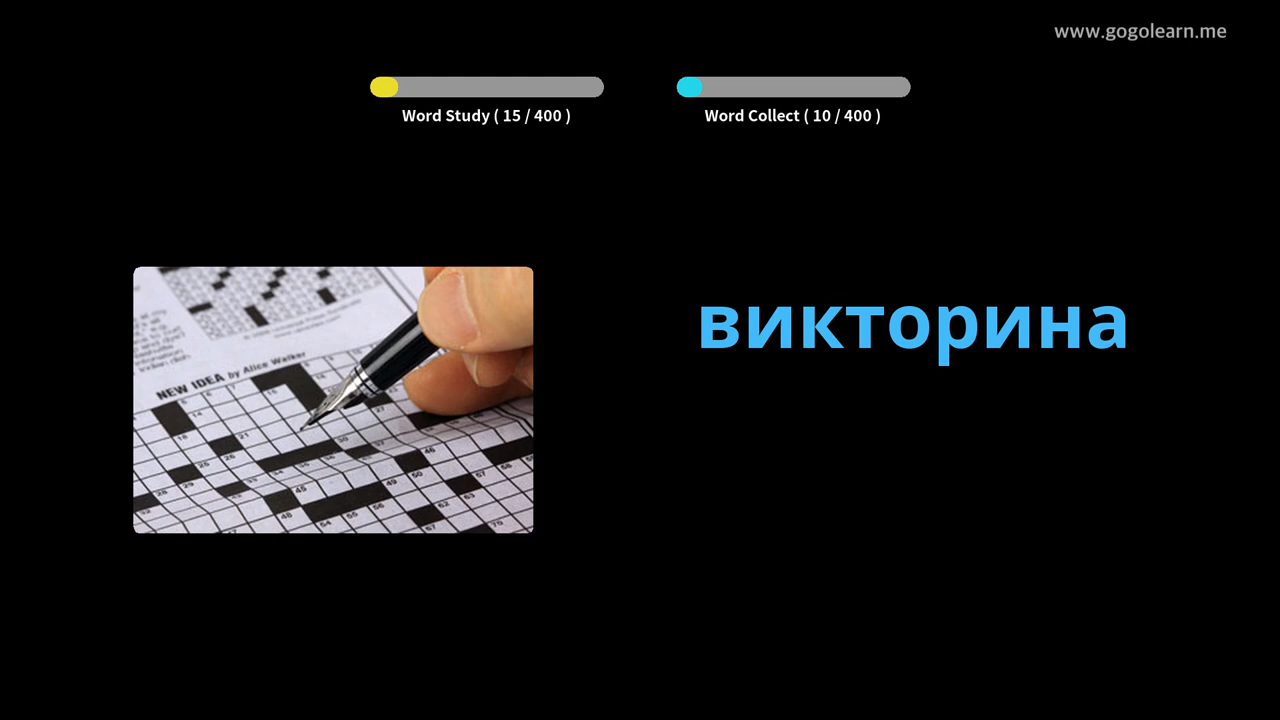 www.gogolearn.me
Word Study ( 15 / 400 )
Word Collect ( 10 / 400 )
викторина
NEW IDEA by Alice Walker